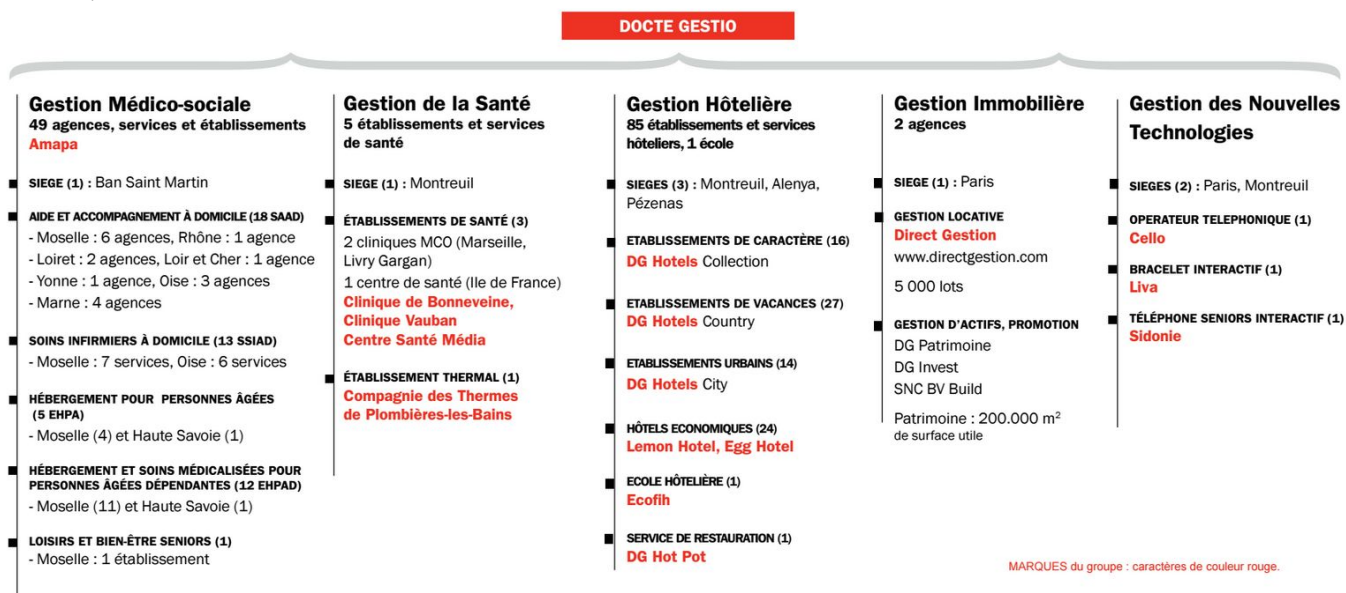 DOCTE GESTIO
Gestion Médico-sociale
49 agences, services et établissements
Amapa
SIEGE (1) : Ban Saint Martin
AIDE ET ACCOMPAGNEMENT À DOMICILE (18 SAAD)
- Moselle : 6 agences, Rhône : 1 agence
- Loiret : 2 agences, Loir et Cher : 1 agence
- Yonne : 1 agence, Oise : 3 agences
- Marne : 4 agences
SOINS INFIRMIERS À DOMICILE (13 SSIAD)
- Moselle : 7 services, Oise : 6 services
HÉBERGEMENT POUR PERSONNES ÂGÉES
(5 EHPA)
- Moselle (4) et Haute Savoie (1)
HÉBERGEMENT ET SOINS MÉDICALISÉES POUR
PERSONNES ÂGÉES DÉPENDANTES (12 EHPAD)
- Moselle (11) et Haute Savoie (1)
LOISIRS ET BIEN-ÊTRE SENIORS (1)
- Moselle : 1 établissement
Gestion de la Santé
5 établissements et services
de santé
SIEGE (1) : Montreuil
ÉTABLISSEMENTS DE SANTÉ (3)
2 cliniques MCO (Marseille,
Livry Gargan)
1 centre de santé (Ile de France)
Clinique de Bonneveine,
Clinique Vauban
Centre Santé Média
ÉTABLISSEMENT THERMAL (1)
Compagnie des Thermes
de Plombières-les-Bains
Gestion Hôtelière
85 établissements et services
hôteliers, 1 école
SIEGES (3) : Montreuil, Alenya,
Pézenas
ETABLISSEMENTS DE CARACTÈRE (16)
DG Hotels Collection
ETABLISSEMENTS DE VACANCES (27)
DG Hotels Country
ETABLISSEMENTS URBAINS (14)
DG Hotels City
HÔTELS ECONOMIQUES (24)
Lemon Hotel, Egg Hotel
ECOLE HÔTELIÈRE (1)
Ecofih
SERVICE DE RESTAURATION (1)
DG Hot Pot
Gestion Immobilière
2 agences
SIEGE (1) : Paris
GESTION LOCATIVE
Direct Gestion
www.directgestion.com
5 000 lots
GESTION D'ACTIFS, PROMOTION
DG Patrimoine
DG Invest
SNC BV Build
Patrimoine : 200.000 m²
de surface utile
Gestion des Nouvelles
Technologies
SIEGES (2) : Paris, Montreuil
OPERATEUR TELEPHONIQUE (1)
Cello
BRACELET INTERACTIF (1)
Liva
TÉLÉPHONE SENIORS INTERACTIF (1)
Sidonie
MARQUES du groupe : caractères de couleur rouge.